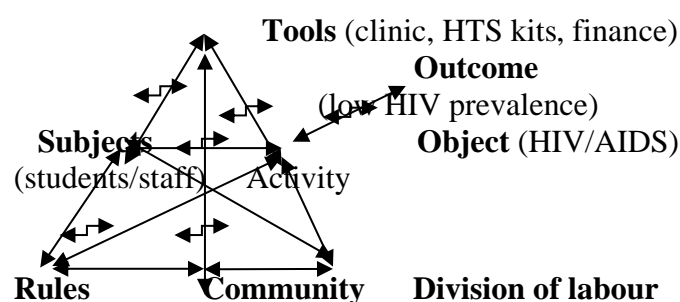 Tools (clinic, HTS kits, finance)
Outcome
(low HIV prevalence)
Subjects Object (HIV/AIDS)
(students/staff) Activity
Rules Community Division of labour